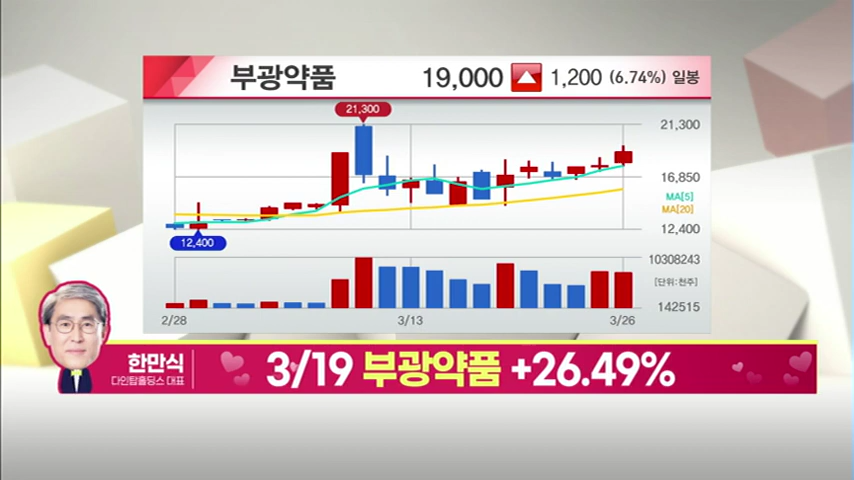 부광약품 19,000 1,200 (6.74%) 일봉
21,300
21,300
16,850
MA[5]
MA[20]
12,400
12,400
10308243
[단위:천주]
142515
2/28 3/13 3/26
한만식
다인탑홀딩스 대표
3/19 부광약품 +26.49%